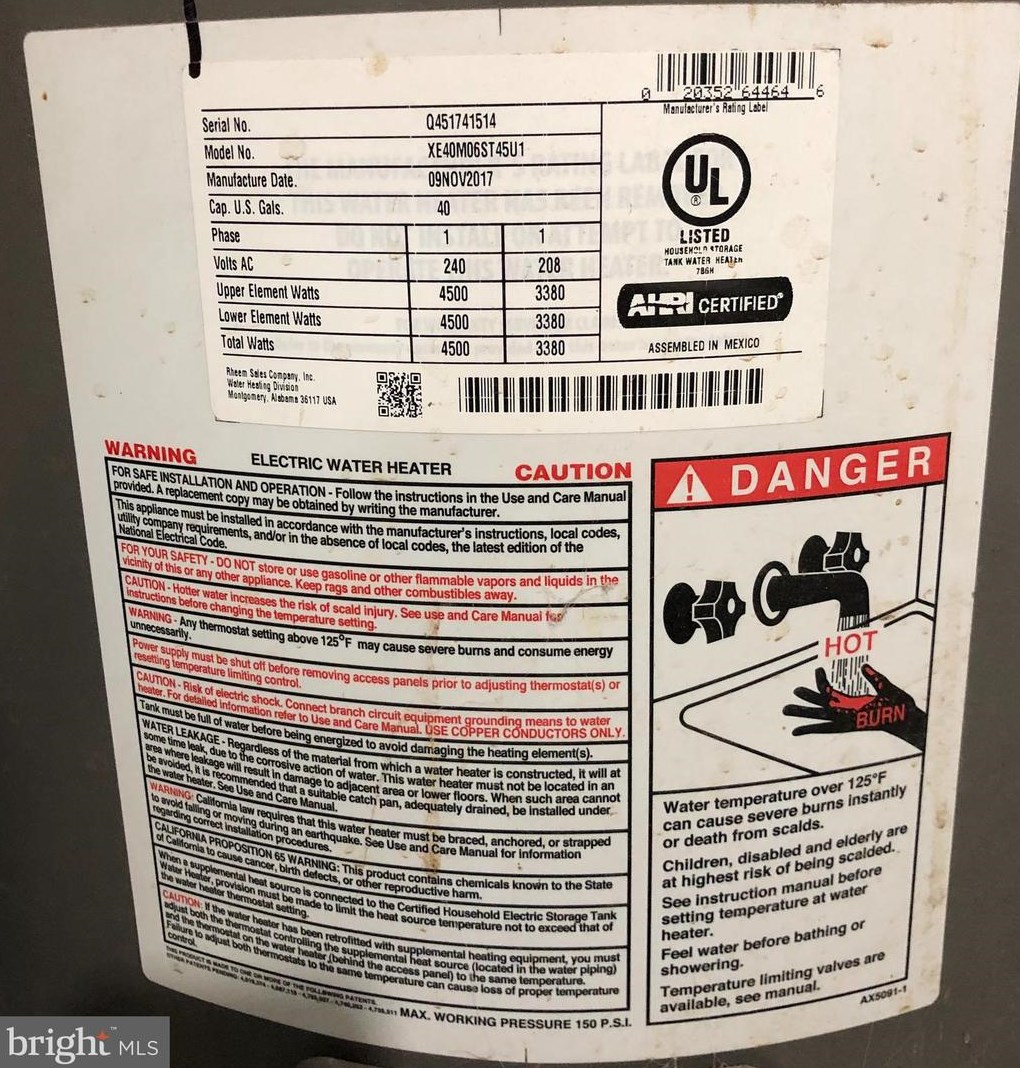 0 20352 64464 6
Manufacturer's Rating Label
Serial No. Q451741514
Model No. XE40M06ST45U1
Manufacture Date. 09NOV2017
Cap. U.S. Gals. 40
Phase 1 1
Volts AC 240 208
Upper Element Watts 4500 3380
Lower Element Watts 4500 3380
Total Watts 4500 3380
UL
®
LISTED
HOUSEHOLD STORAGE
TANK WATER HEATER
786H
AHRI CERTIFIED®
ASSEMBLED IN MEXICO
Rheem Sales Company, Inc.
Water Heating Division
Montgomery, Alabama 36117 USA
WARNING ELECTRIC WATER HEATER CAUTION
FOR SAFE INSTALLATION AND OPERATION - Follow the instructions in the Use and Care Manual
provided. A replacement copy may be obtained by writing the manufacturer.
This appliance must be installed in accordance with the manufacturer's instructions, local codes,
utility company requirements, and/or in the absence of local codes, the latest edition of the
National Electrical Code.
FOR YOUR SAFETY - DO NOT store or use gasoline or other flammable vapors and liquids in the
vicinity of this or any other appliance. Keep rags and other combustibles away.
CAUTION - Hotter water increases the risk of scald injury. See use and Care Manual for
instructions before changing the temperature setting.
WARNING - Any thermostat setting above 125°F may cause severe burns and consume energy
unnecessarily.
Power supply must be shut off before removing access panels prior to adjusting thermostat(s) or
resetting temperature limiting control.
CAUTION - Risk of electric shock. Connect branch circuit equipment grounding means to water
heater. For detailed information refer to Use and Care Manual. USE COPPER CONDUCTORS ONLY.
Tank must be full of water before being energized to avoid damaging the heating element(s).
WATER LEAKAGE - Regardless of the material from which a water heater is constructed, it will at
some time leak, due to the corrosive action of water. This water heater must not be located in an
area where leakage will result in damage to adjacent area or lower floors. When such area cannot
be avoided, it is recommended that a suitable catch pan, adequately drained, be installed under
the water heater. See Use and Care Manual.
WARNING: California law requires that this water heater must be braced, anchored, or strapped
to avoid falling or moving during an earthquake. See Use and Care Manual for information
regarding correct installation procedures.
CALIFORNIA PROPOSITION 65 WARNING: This product contains chemicals known to the State
of California to cause cancer, birth defects, or other reproductive harm.
When a supplemental heat source is connected to the Certified Household Electric Storage Tank
Water Heater, provision must be made to limit the heat source temperature not to exceed that of
the water heater thermostat setting.
CAUTION: If the water heater has been retrofitted with supplemental heating equipment, you must
adjust both the thermostat controlling the supplemental heat source (located in the water piping)
and the thermostat on the water heater (behind the access panel) to the same temperature.
Failure to adjust both thermostats to the same temperature can cause loss of proper temperature
control.
THIS PRODUCT IS MADE TO ONE OR MORE OF THE FOLLOWING PATENTS
OTHER PATENTS PENDING
MAX. WORKING PRESSURE 150 P.S.I.
DANGER
HOT
BURN
Water temperature over 125°F
can cause severe burns instantly
or death from scalds.
Children, disabled and elderly are
at highest risk of being scalded.
See instruction manual before
setting temperature at water
heater.
Feel water before bathing or
showering.
Temperature limiting valves are
available, see manual.
AX5091-1
bright™ MLS